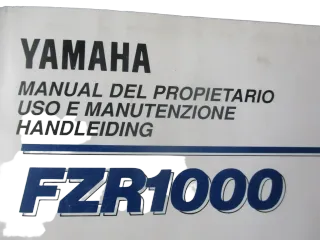 YAMAHA
MANUAL DEL PROPIETARIO
USO E MANUTENZIONE
HANDLEIDING
FZR1000